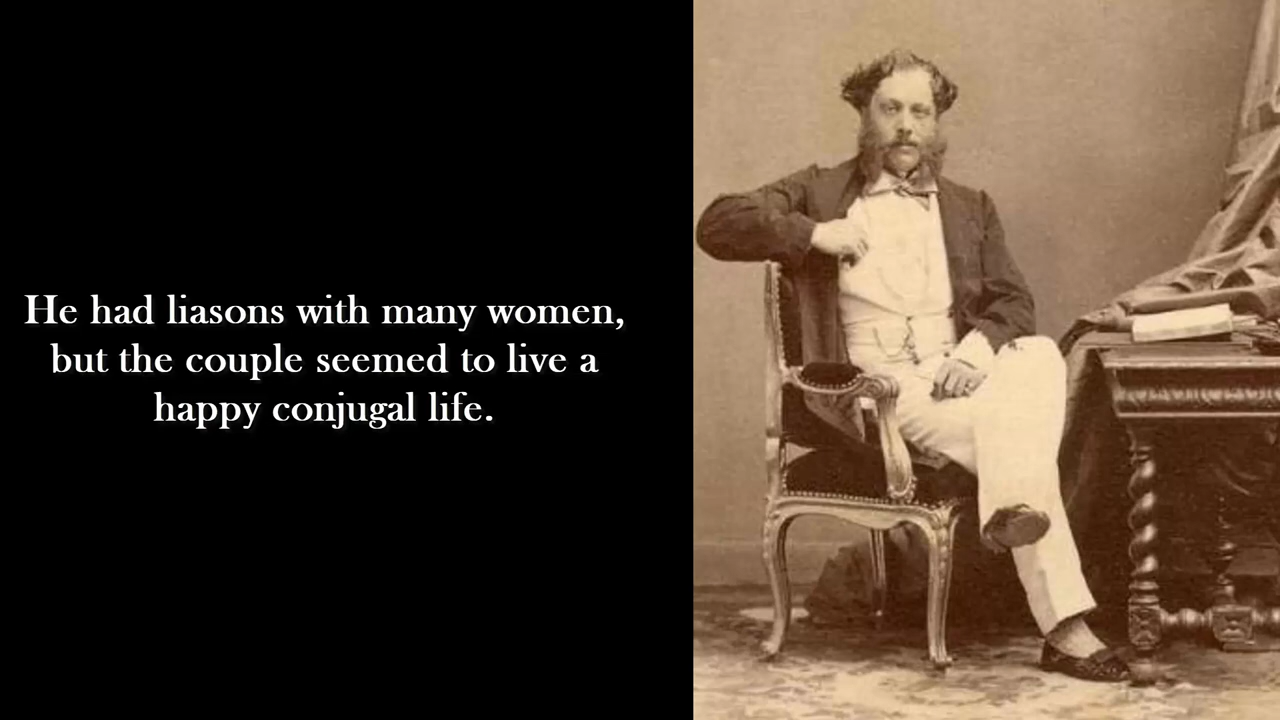 He had liasons with many women,
but the couple seemed to live a
happy conjugal life.